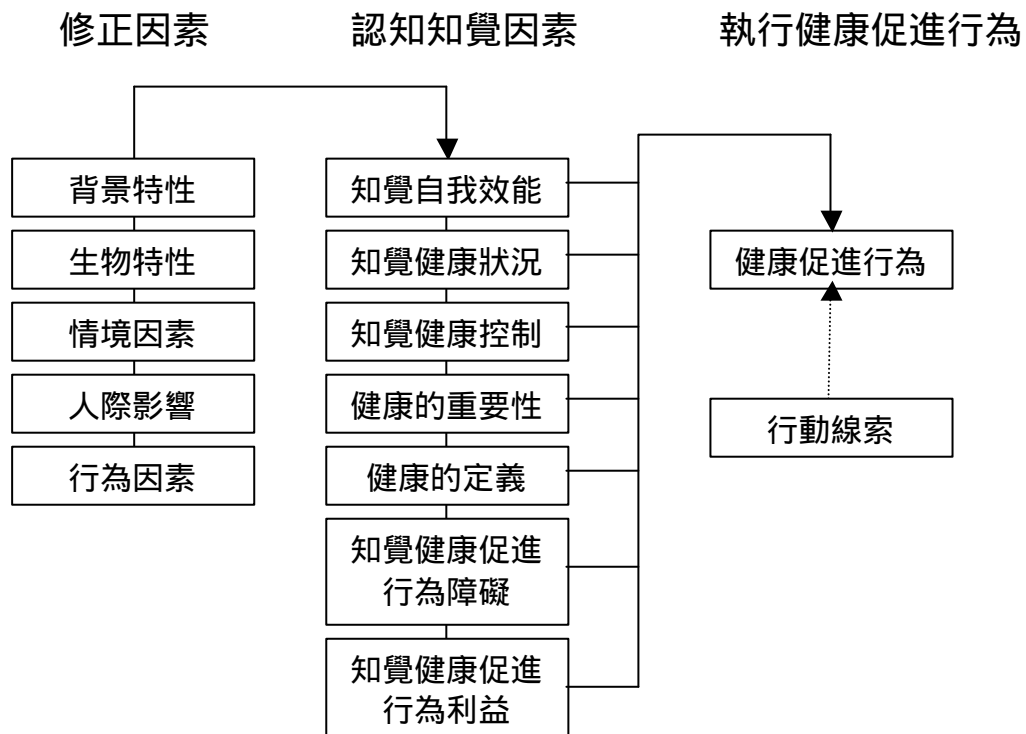 修正因素
認知知覺因素
執行健康促進行為
背景特性
生物特性
情境因素
人際影響
行為因素
知覺自我效能
知覺健康狀況
知覺健康控制
健康的重要性
健康的定義
知覺健康促進
行為障礙
知覺健康促進
行為利益
健康促進行為
行動線索